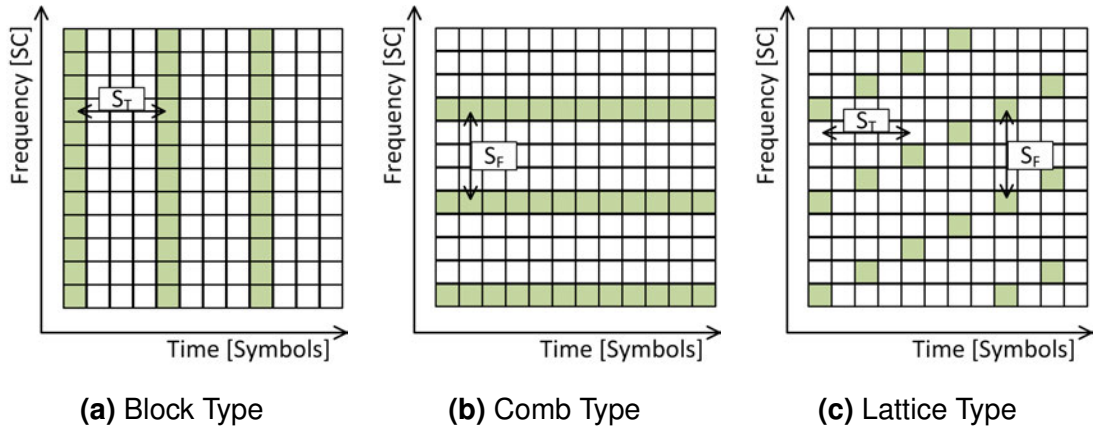 Frequency [SC]
S_T
Time [Symbols]
(a) Block Type
Frequency [SC]
S_F
Time [Symbols]
(b) Comb Type
Frequency [SC]
S_T
S_F
Time [Symbols]
(c) Lattice Type